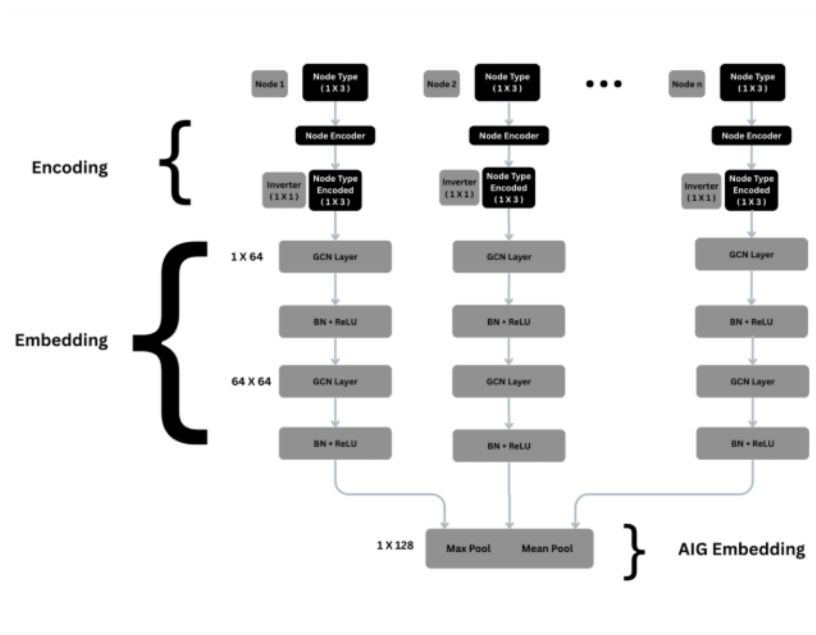 Node 1
Node Type
(1 X 3)
Node 2
Node Type
(1 X 3)
Node n
Node Type
(1 X 3)
Encoding
Node Encoder
Node Encoder
Node Encoder
Inverter
(1 X 1)
Node Type
Encoded
(1 X 3)
Inverter
(1 X 1)
Node Type
Encoded
(1 X 3)
Inverter
(1 X 1)
Node Type
Encoded
(1 X 3)
Embedding
1 X 64
GCN Layer
GCN Layer
GCN Layer
BN + ReLU
BN + ReLU
BN + ReLU
64 X 64
GCN Layer
GCN Layer
GCN Layer
BN + ReLU
BN + ReLU
BN + ReLU
1 X 128
Max Pool
Mean Pool
AIG Embedding